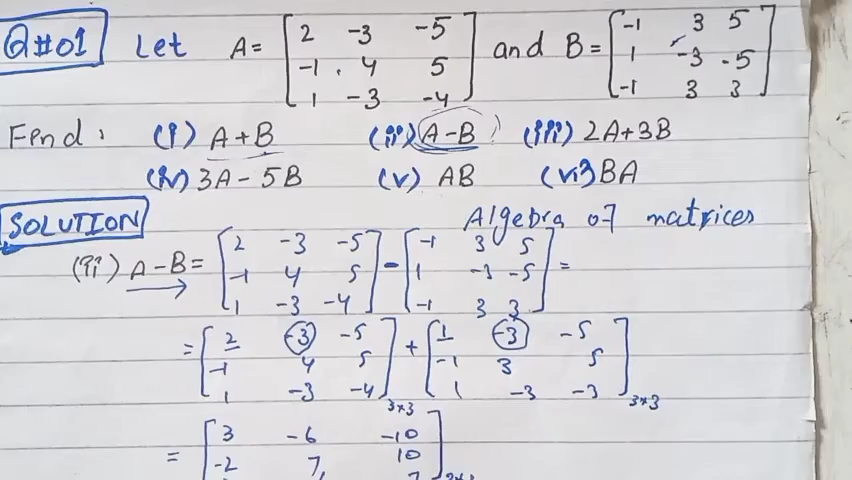 Q#01 Let A= [2 -3 -5 and B= [-1 3 5
-1 4 5 1 -3 -5
1 -3 -4] -1 3 3]
Find: (i) A+B (ii) A-B (iii) 2A+3B
(iv) 3A-5B (v) AB (vi) BA
SOLUTION Algebra of matrices
(ii) A-B= [2 -3 -5 - [-1 3 5 =
-1 4 5 1 -3 -5
1 -3 -4] -1 3 3]
= [2 -3 -5 + [1 -3 -5
-1 4 5 -1 3 5
1 -3 -4] 3×3 1 -3 -3] 3×3
= [3 -6 -10
-2 7 10